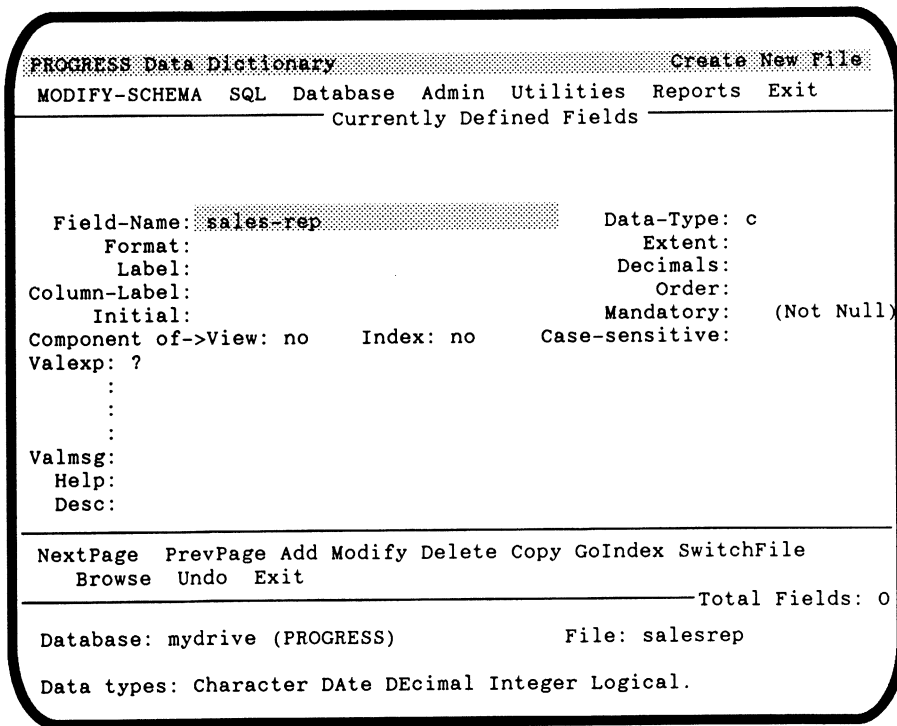 PROGRESS Data Dictionary Create New File
MODIFY-SCHEMA SQL Database Admin Utilities Reports Exit
Currently Defined Fields
Field-Name: sales-rep Data-Type: c
Format: Extent:
Label: Decimals:
Column-Label: Order:
Initial: Mandatory: (Not Null)
Component of->View: no Index: no Case-sensitive:
Valexp: ?
:
:
:
Valmsg:
Help:
Desc:
NextPage PrevPage Add Modify Delete Copy GoIndex SwitchFile
Browse Undo Exit
Total Fields: 0
Database: mydrive (PROGRESS) File: salesrep
Data types: Character DAte DEcimal Integer Logical.